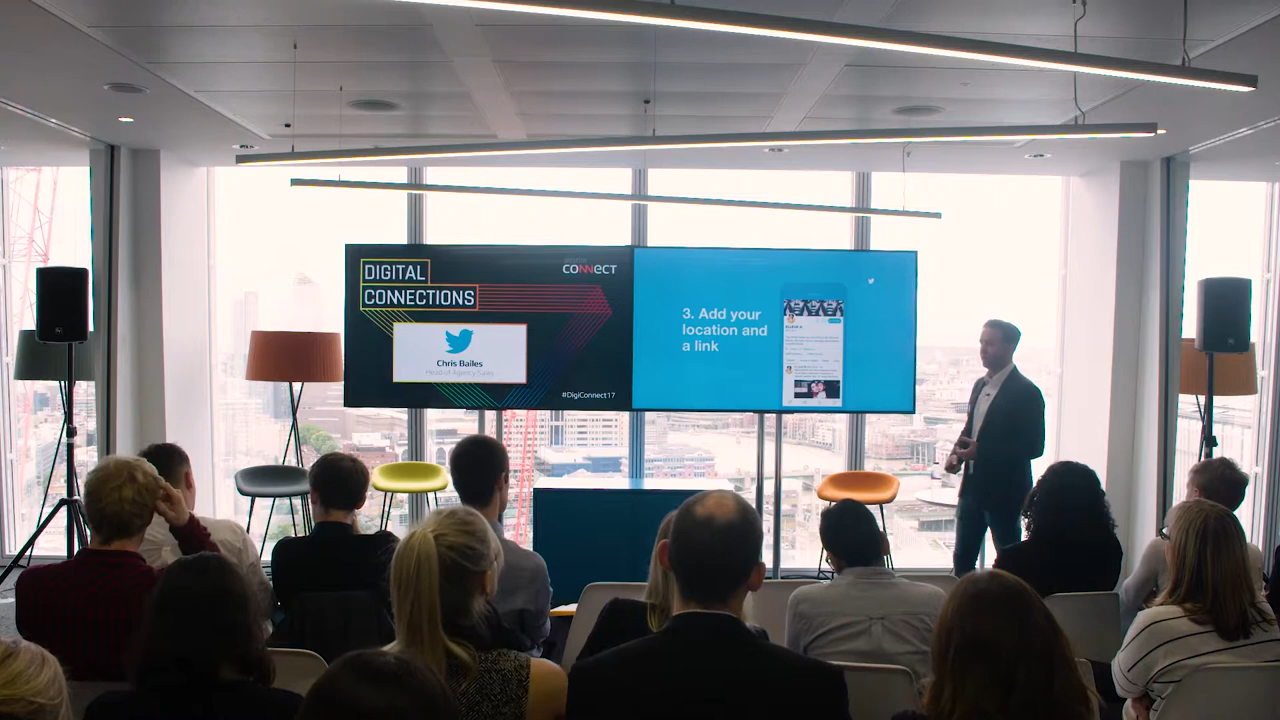 DIGITAL
CONNECTIONS
CONNECT
Chris Bailes
Head of Agency Sales
#DigiConnect17
3. Add your
location and
a link